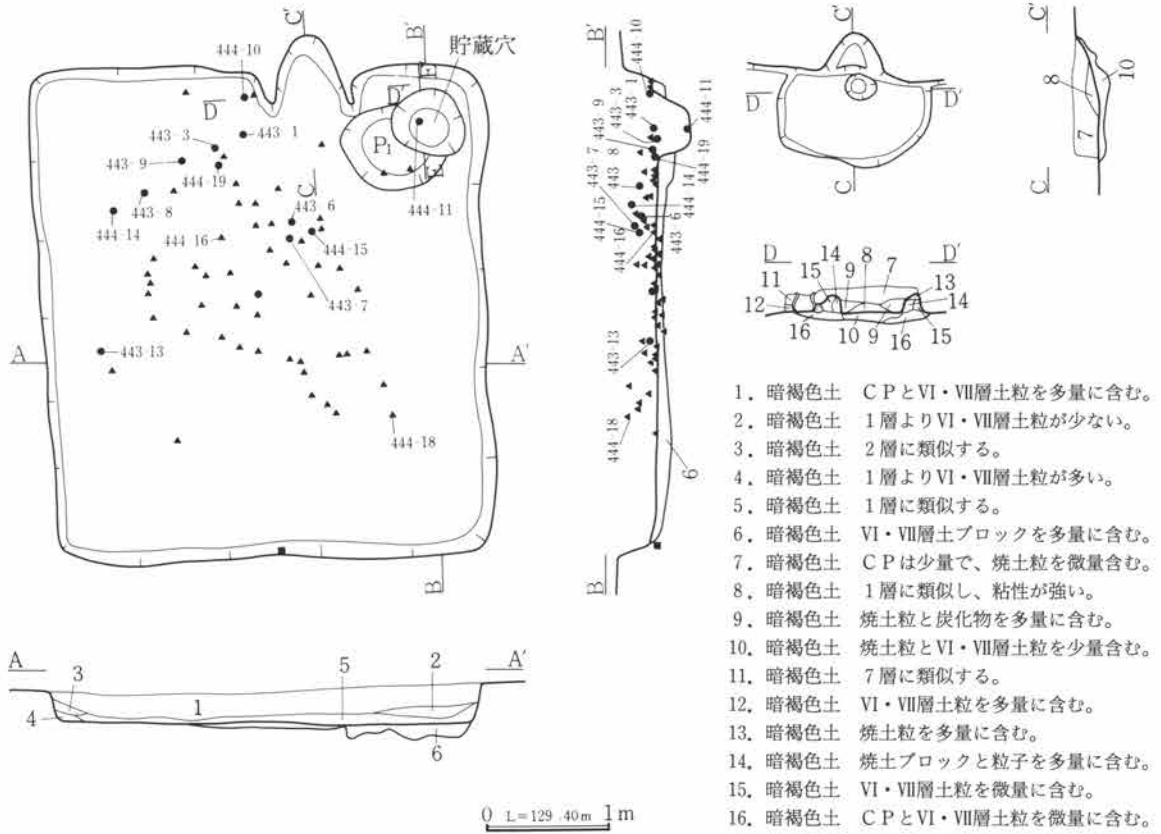 C'
B'
貯蔵穴
444-10
E
D
D'
P1
443-3
443-1
443-9
444-19
E'
C
443-6
444-11
443-8
444-14
444-16
444-15
443-7
443-13
A
A'
444-18
B
B'
444-10
443-1
443-3
443-9
443-7
443-8
444-15
444-16
444-11
444-19
444-14
443-6
443-13
444-18
6
B
C'
D
D'
C
C'
8
10
7
C
D
D'
11
15
14
9
8
7
13
12
14
16
10
9
16
15
A
A'
3
1
5
2
4
6
0 L=129.40m 1m
1．暗褐色土 ＣＰとⅥ・Ⅶ層土粒を多量に含む。
2．暗褐色土 1層よりⅥ・Ⅶ層土粒が少ない。
3．暗褐色土 2層に類似する。
4．暗褐色土 1層よりⅥ・Ⅶ層土粒が多い。
5．暗褐色土 1層に類似する。
6．暗褐色土 Ⅵ・Ⅶ層土ブロックを多量に含む。
7．暗褐色土 ＣＰは少量で、焼土粒を微量含む。
8．暗褐色土 1層に類似し、粘性が強い。
9．暗褐色土 焼土粒と炭化物を多量に含む。
10．暗褐色土 焼土粒とⅥ・Ⅶ層土粒を少量含む。
11．暗褐色土 7層に類似する。
12．暗褐色土 Ⅵ・Ⅶ層土粒を多量に含む。
13．暗褐色土 焼土粒を多量に含む。
14．暗褐色土 焼土ブロックと粒子を多量に含む。
15．暗褐色土 Ⅵ・Ⅶ層土粒を微量に含む。
16．暗褐色土 ＣＰとⅥ・Ⅶ層土粒を微量に含む。